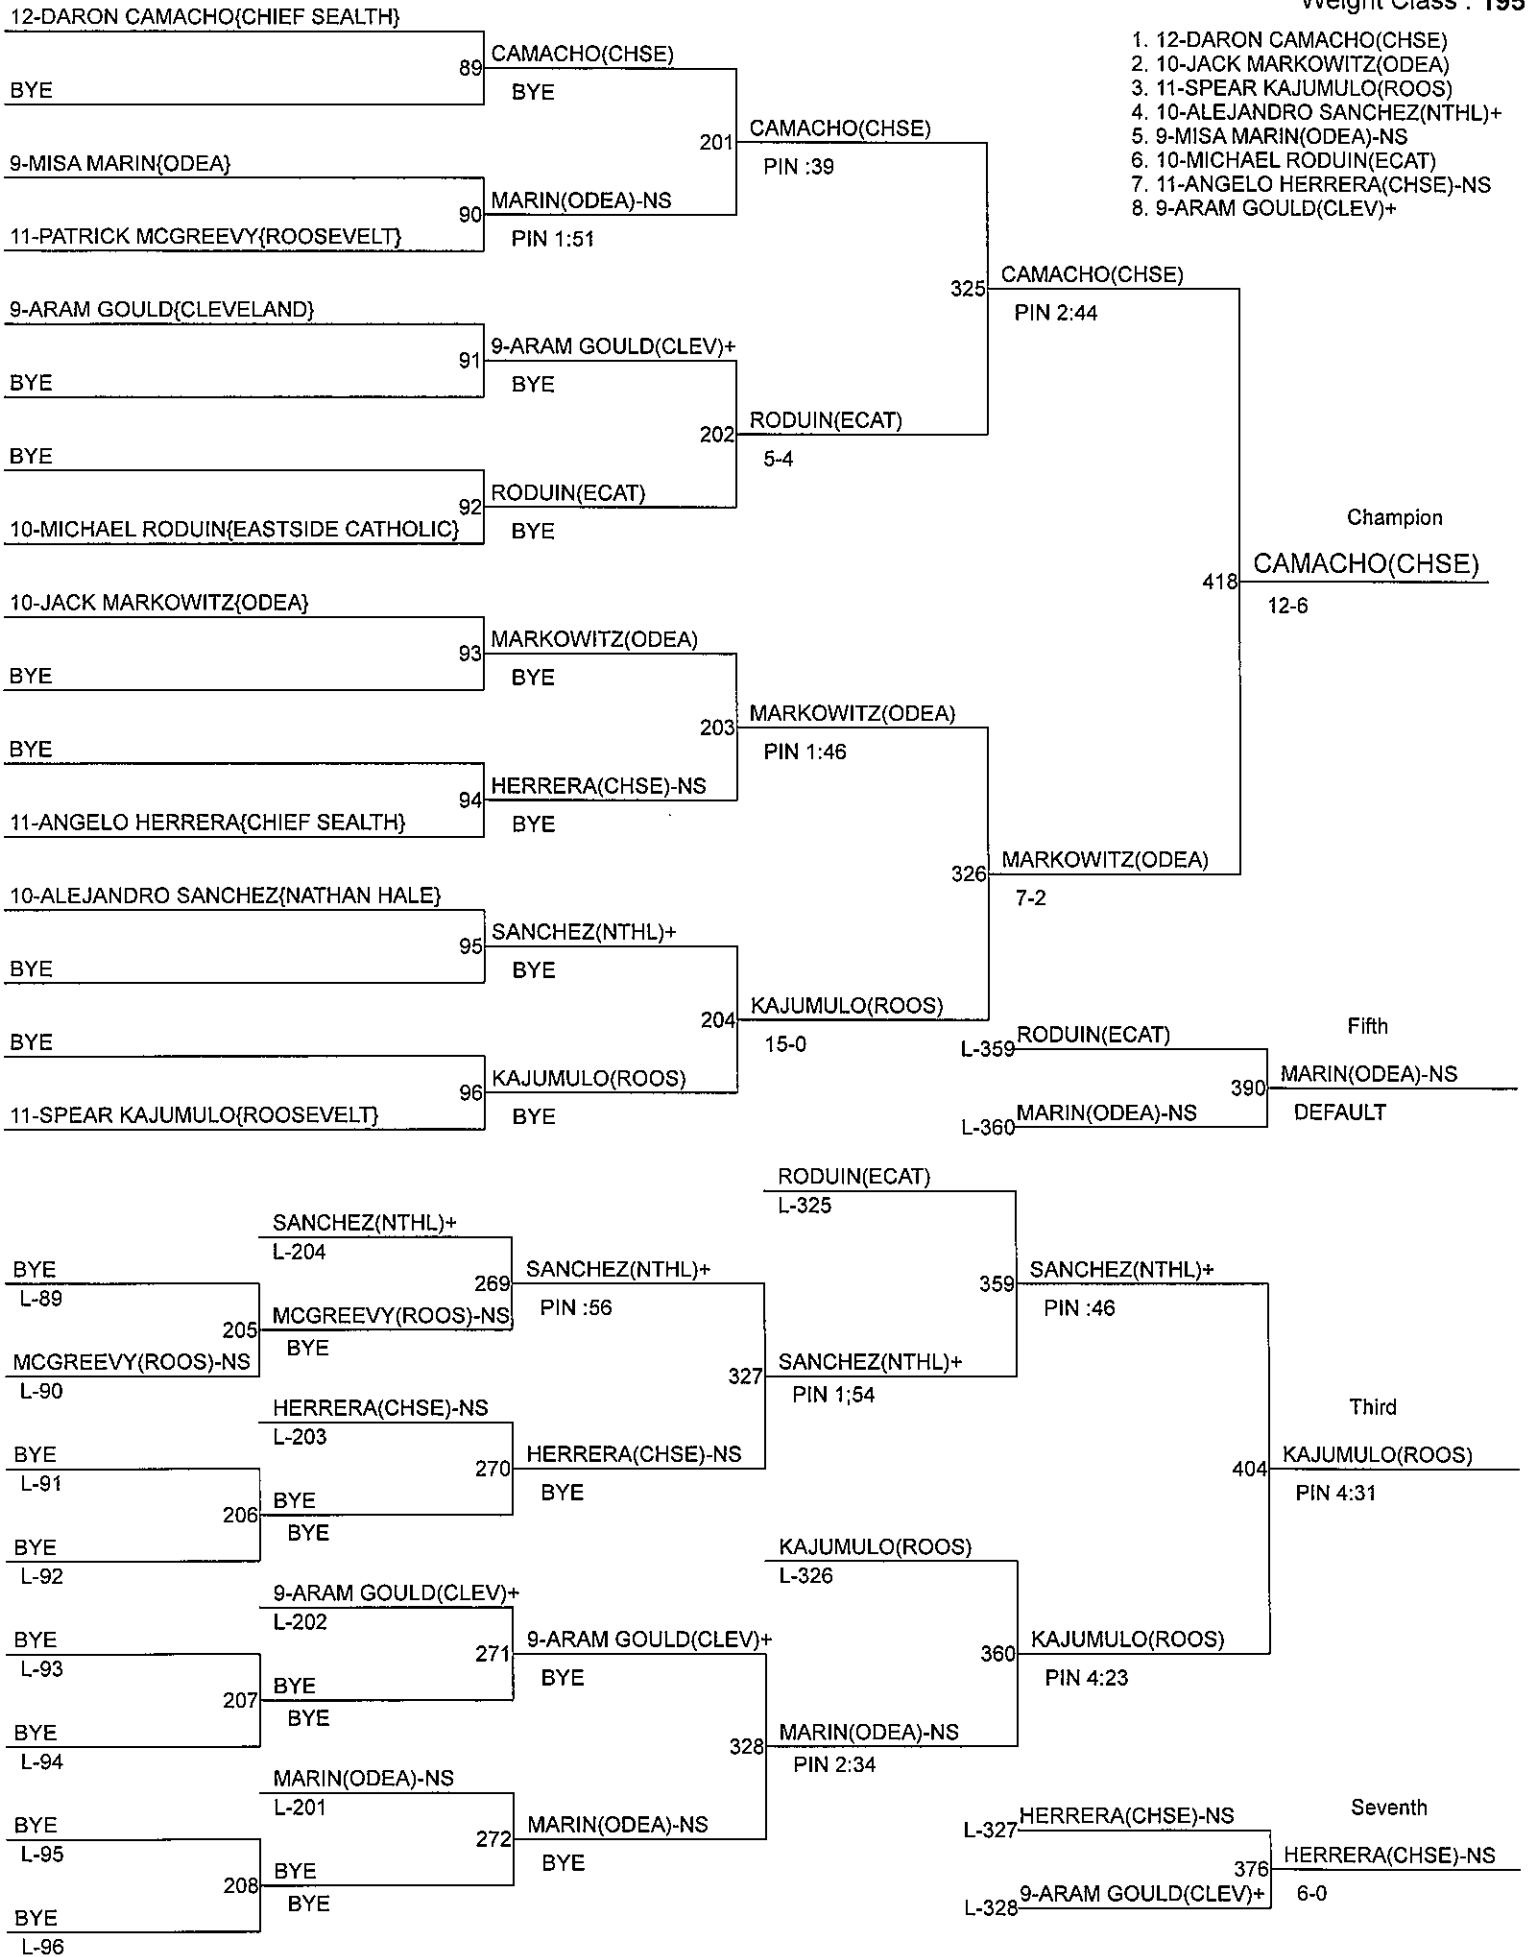 Weight Class : 195
1. 12-DARON CAMACHO(CHSE)
2. 10-JACK MARKOWITZ(ODEA)
3. 11-SPEAR KAJUMULO(ROOS)
4. 10-ALEJANDRO SANCHEZ(NTHL)+
5. 9-MISA MARIN(ODEA)-NS
6. 10-MICHAEL RODUIN(ECAT)
7. 11-ANGELO HERRERA(CHSE)-NS
8. 9-ARAM GOULD(CLEV)+
12-DARON CAMACHO{CHIEF SEALTH}
89 CAMACHO(CHSE)
BYE
BYE
201 CAMACHO(CHSE)
PIN :39
9-MISA MARIN{ODEA}
90 MARIN(ODEA)-NS
PIN 1:51
11-PATRICK MCGREEVY{ROOSEVELT}
325 CAMACHO(CHSE)
PIN 2:44
9-ARAM GOULD{CLEVELAND}
91 9-ARAM GOULD(CLEV)+
BYE
BYE
202 RODUIN(ECAT)
5-4
BYE
92 RODUIN(ECAT)
BYE
10-MICHAEL RODUIN{EASTSIDE CATHOLIC}
Champion
418 CAMACHO(CHSE)
12-6
10-JACK MARKOWITZ{ODEA}
93 MARKOWITZ(ODEA)
BYE
BYE
203 MARKOWITZ(ODEA)
PIN 1:46
BYE
94 HERRERA(CHSE)-NS
BYE
11-ANGELO HERRERA{CHIEF SEALTH}
326 MARKOWITZ(ODEA)
7-2
10-ALEJANDRO SANCHEZ{NATHAN HALE}
95 SANCHEZ(NTHL)+
BYE
BYE
204 KAJUMULO(ROOS)
15-0
BYE
96 KAJUMULO(ROOS)
BYE
11-SPEAR KAJUMULO{ROOSEVELT}
Fifth
L-359 RODUIN(ECAT)
390 MARIN(ODEA)-NS
DEFAULT
L-360 MARIN(ODEA)-NS
RODUIN(ECAT)
L-325
SANCHEZ(NTHL)+
L-204
BYE
L-89
269 SANCHEZ(NTHL)+
PIN :56
359 SANCHEZ(NTHL)+
PIN :46
205 MCGREEVY(ROOS)-NS
BYE
MCGREEVY(ROOS)-NS
L-90
327 SANCHEZ(NTHL)+
PIN 1;54
HERRERA(CHSE)-NS
L-203
BYE
L-91
270 HERRERA(CHSE)-NS
BYE
206 BYE
BYE
BYE
L-92
Third
404 KAJUMULO(ROOS)
PIN 4:31
KAJUMULO(ROOS)
L-326
9-ARAM GOULD(CLEV)+
L-202
BYE
L-93
271 9-ARAM GOULD(CLEV)+
BYE
360 KAJUMULO(ROOS)
PIN 4:23
207 BYE
BYE
BYE
L-94
328 MARIN(ODEA)-NS
PIN 2:34
MARIN(ODEA)-NS
L-201
BYE
L-95
272 MARIN(ODEA)-NS
BYE
208 BYE
BYE
BYE
L-96
Seventh
L-327 HERRERA(CHSE)-NS
376 HERRERA(CHSE)-NS
6-0
L-328 9-ARAM GOULD(CLEV)+